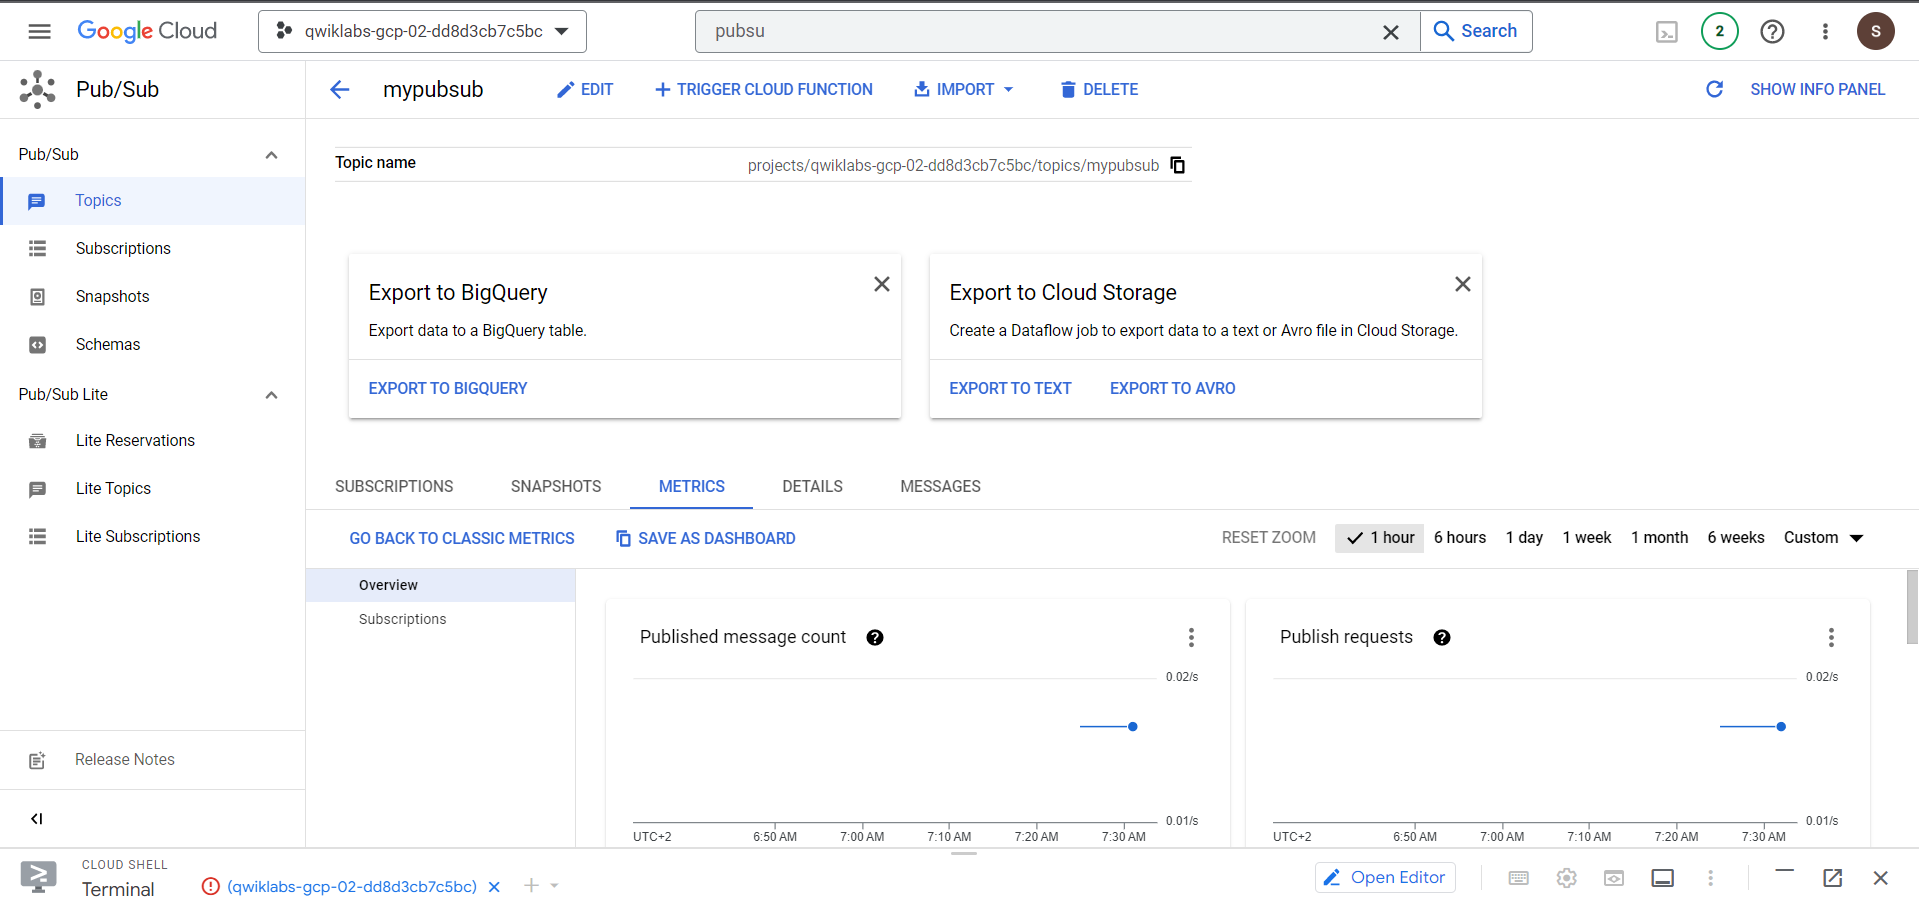 Google Cloud
qwiklabs-gcp-02-dd8d3cb7c5bc
pubsu
Search
2
S
Pub/Sub
mypubsub
EDIT
TRIGGER CLOUD FUNCTION
IMPORT
DELETE
SHOW INFO PANEL
Pub/Sub
Topics
Subscriptions
Snapshots
Schemas
Pub/Sub Lite
Lite Reservations
Lite Topics
Lite Subscriptions
Release Notes
Topic name
projects/qwiklabs-gcp-02-dd8d3cb7c5bc/topics/mypubsub
Export to BigQuery
Export data to a BigQuery table.
EXPORT TO BIGQUERY
Export to Cloud Storage
Create a Dataflow job to export data to a text or Avro file in Cloud Storage.
EXPORT TO TEXT
EXPORT TO AVRO
SUBSCRIPTIONS
SNAPSHOTS
METRICS
DETAILS
MESSAGES
GO BACK TO CLASSIC METRICS
SAVE AS DASHBOARD
RESET ZOOM
1 hour
6 hours
1 day
1 week
1 month
6 weeks
Custom
Overview
Subscriptions
Published message count
0.02/s
0.01/s
UTC+2
6:50 AM
7:00 AM
7:10 AM
7:20 AM
7:30 AM
Publish requests
0.02/s
0.01/s
UTC+2
6:50 AM
7:00 AM
7:10 AM
7:20 AM
7:30 AM
CLOUD SHELL
Terminal
(qwiklabs-gcp-02-dd8d3cb7c5bc)
Open Editor